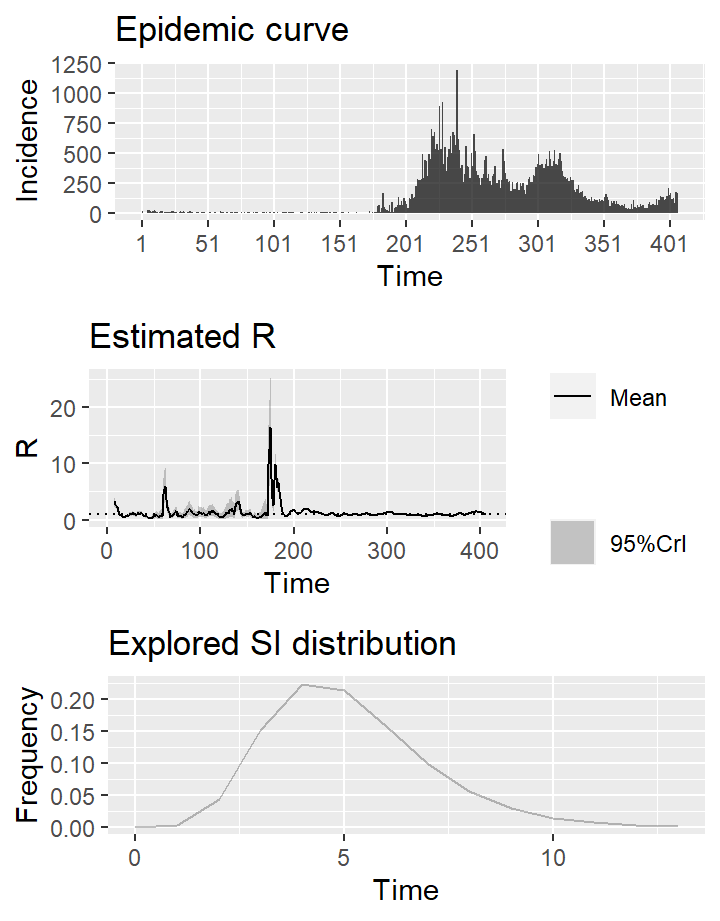 Epidemic curve
1250
1000
750
500
250
0
Incidence
1 51 101 151 201 251 301 351 401
Time
Estimated R
20
10
0
R
0 100 200 300 400
Time
Mean
95%CrI
Explored SI distribution
0.20
0.15
0.10
0.05
0.00
Frequency
0 5 10
Time